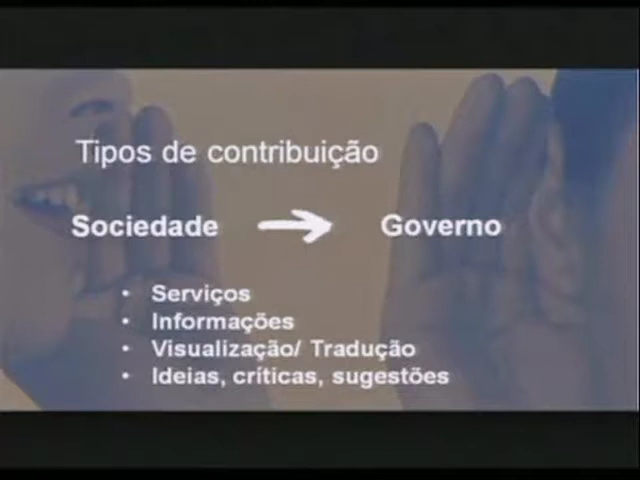 Tipos de contribuição
Sociedade Governo
• Serviços
• Informações
• Visualização/ Tradução
• Ideias, críticas, sugestões